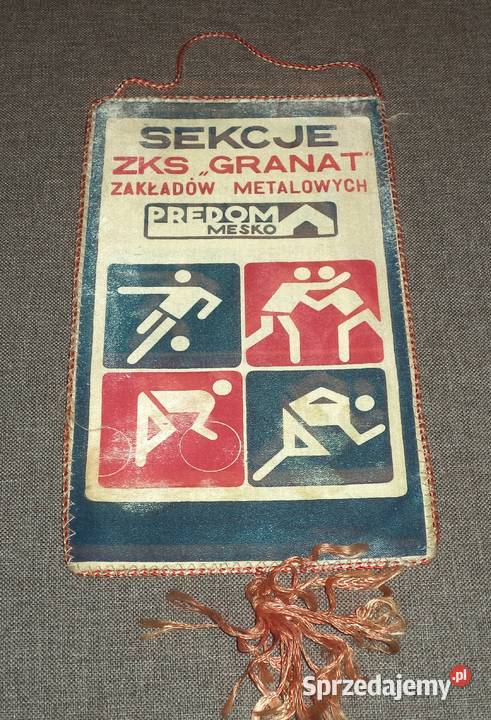 SEKCJE
ZKS „GRANAT"
ZAKŁADÓW METALOWYCH
PREDOM
MESKO
Sprzedajemy.pl